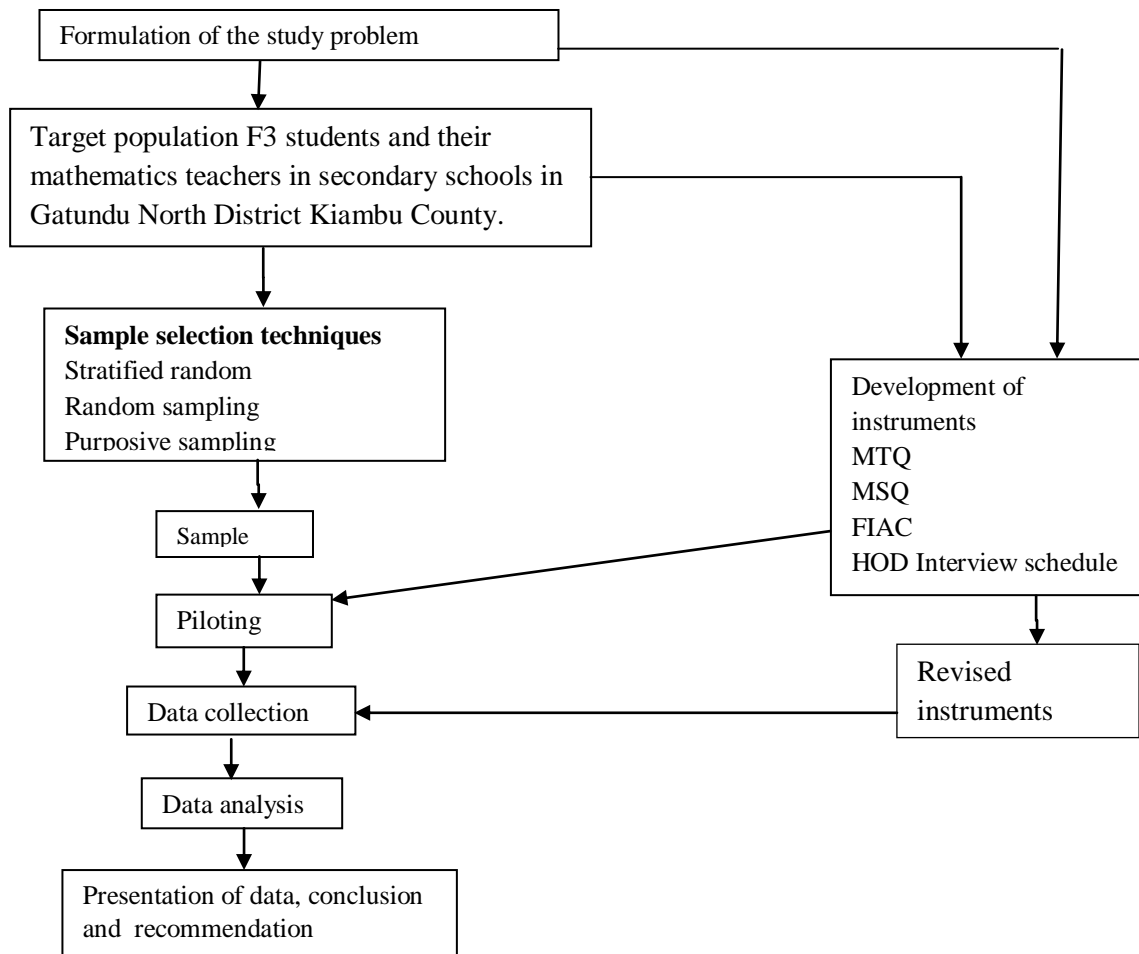 Formulation of the study problem
Target population F3 students and their
mathematics teachers in secondary schools in
Gatundu North District Kiambu County.
Sample selection techniques
Stratified random
Random sampling
Purposive sampling
Development of
instruments
MTQ
MSQ
FIAC
HOD Interview schedule
Sample
Piloting
Revised
instruments
Data collection
Data analysis
Presentation of data, conclusion
and recommendation